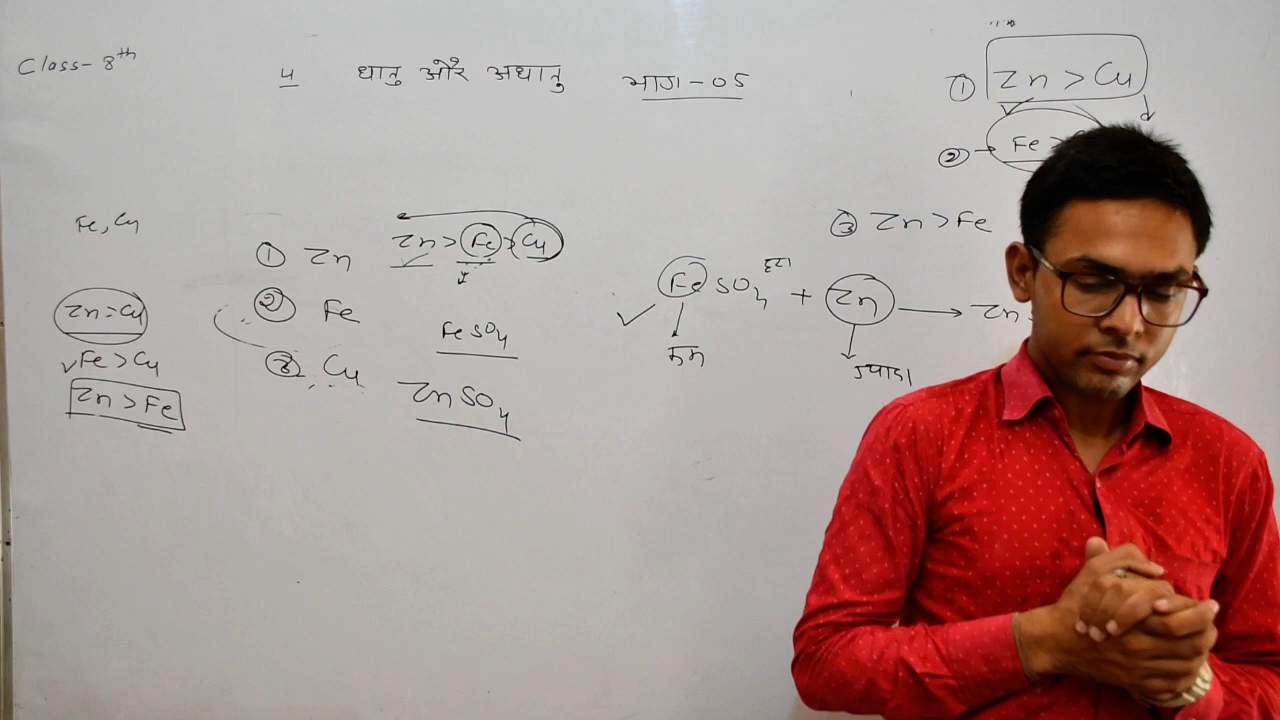 Class-8th
4 धातु और अधातु भाग-05
① Zn > Cu
② → Fe >
③ Zn > Fe
Fe, Cu
Zn = Cu
Fe > Cu
Zn > Fe
① Zn
② Fe
③ Cu
Zn > Fe > Cu
FeSO4
ZnSO4
FeSO4 + Zn → Zn
हरा
कम
ज्यादा